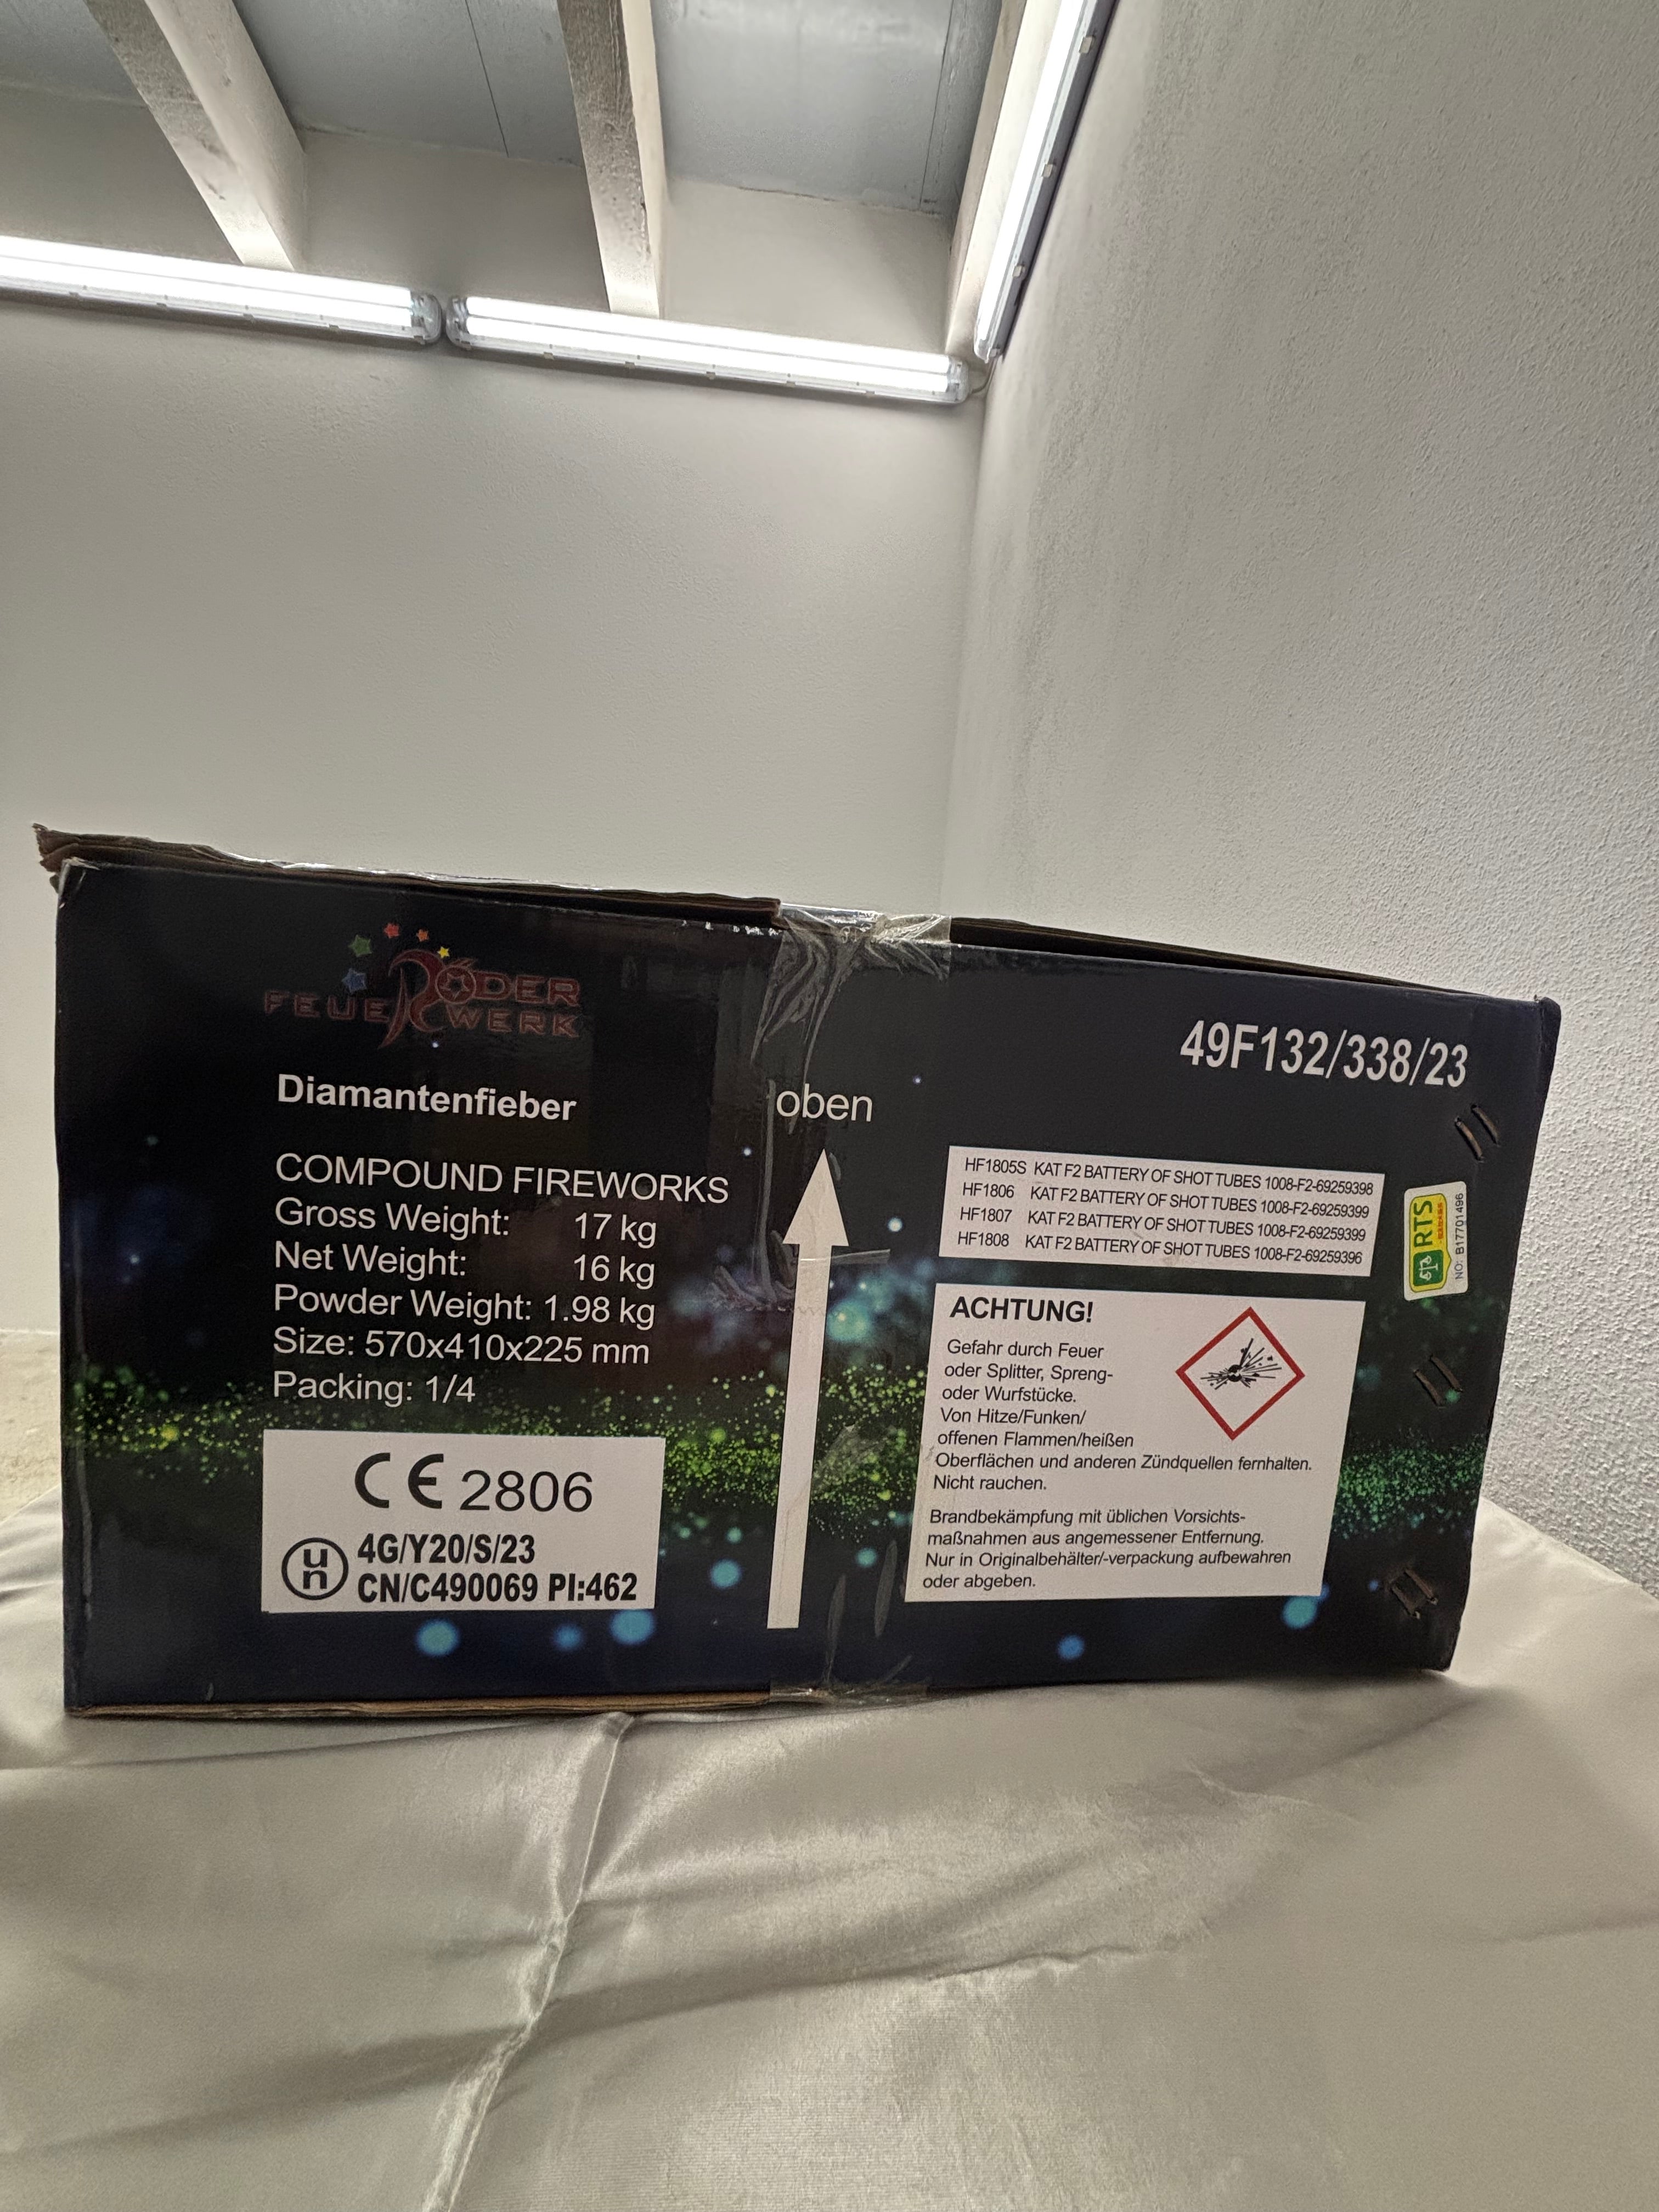 RÖDER
FEUERWERK
Diamantenfieber
COMPOUND FIREWORKS
Gross Weight: 17 kg
Net Weight: 16 kg
Powder Weight: 1.98 kg
Size: 570x410x225 mm
Packing: 1/4
CE 2806
un 4G/Y20/S/23
CN/C490069 PI:462
oben
49F132/338/23
HF1805S KAT F2 BATTERY OF SHOT TUBES 1008-F2-69259398
HF1806 KAT F2 BATTERY OF SHOT TUBES 1008-F2-69259399
HF1807 KAT F2 BATTERY OF SHOT TUBES 1008-F2-69259399
HF1808 KAT F2 BATTERY OF SHOT TUBES 1008-F2-69259396
RTS
NO: B17701496
ACHTUNG!
Gefahr durch Feuer
oder Splitter, Spreng-
oder Wurfstücke.
Von Hitze/Funken/
offenen Flammen/heißen
Oberflächen und anderen Zündquellen fernhalten.
Nicht rauchen.
Brandbekämpfung mit üblichen Vorsichts-
maßnahmen aus angemessener Entfernung.
Nur in Originalbehälter/-verpackung aufbewahren
oder abgeben.